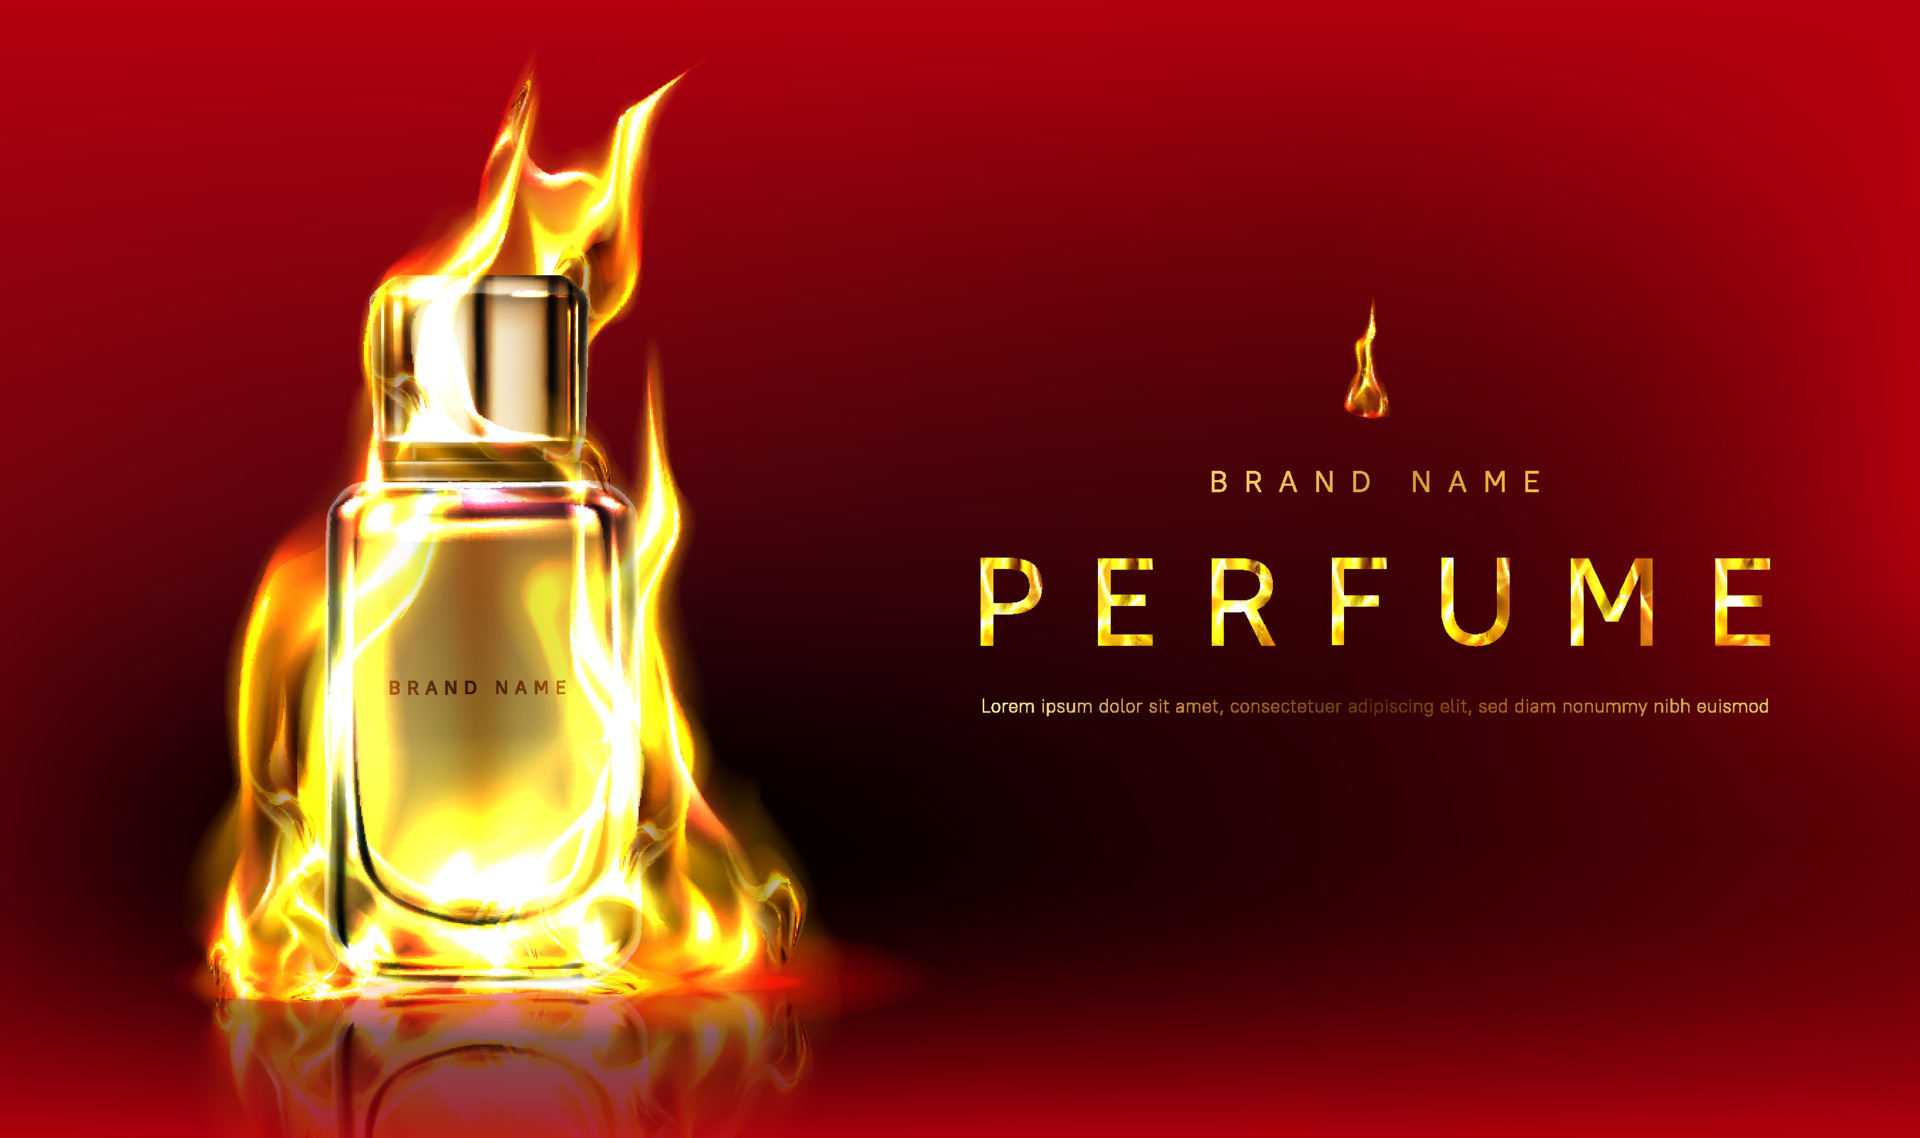 BRAND NAME
BRAND NAME
PERFUME
Lorem ipsum dolor sit amet, consectetuer adipiscing elit, sed diam nonummy nibh euismod